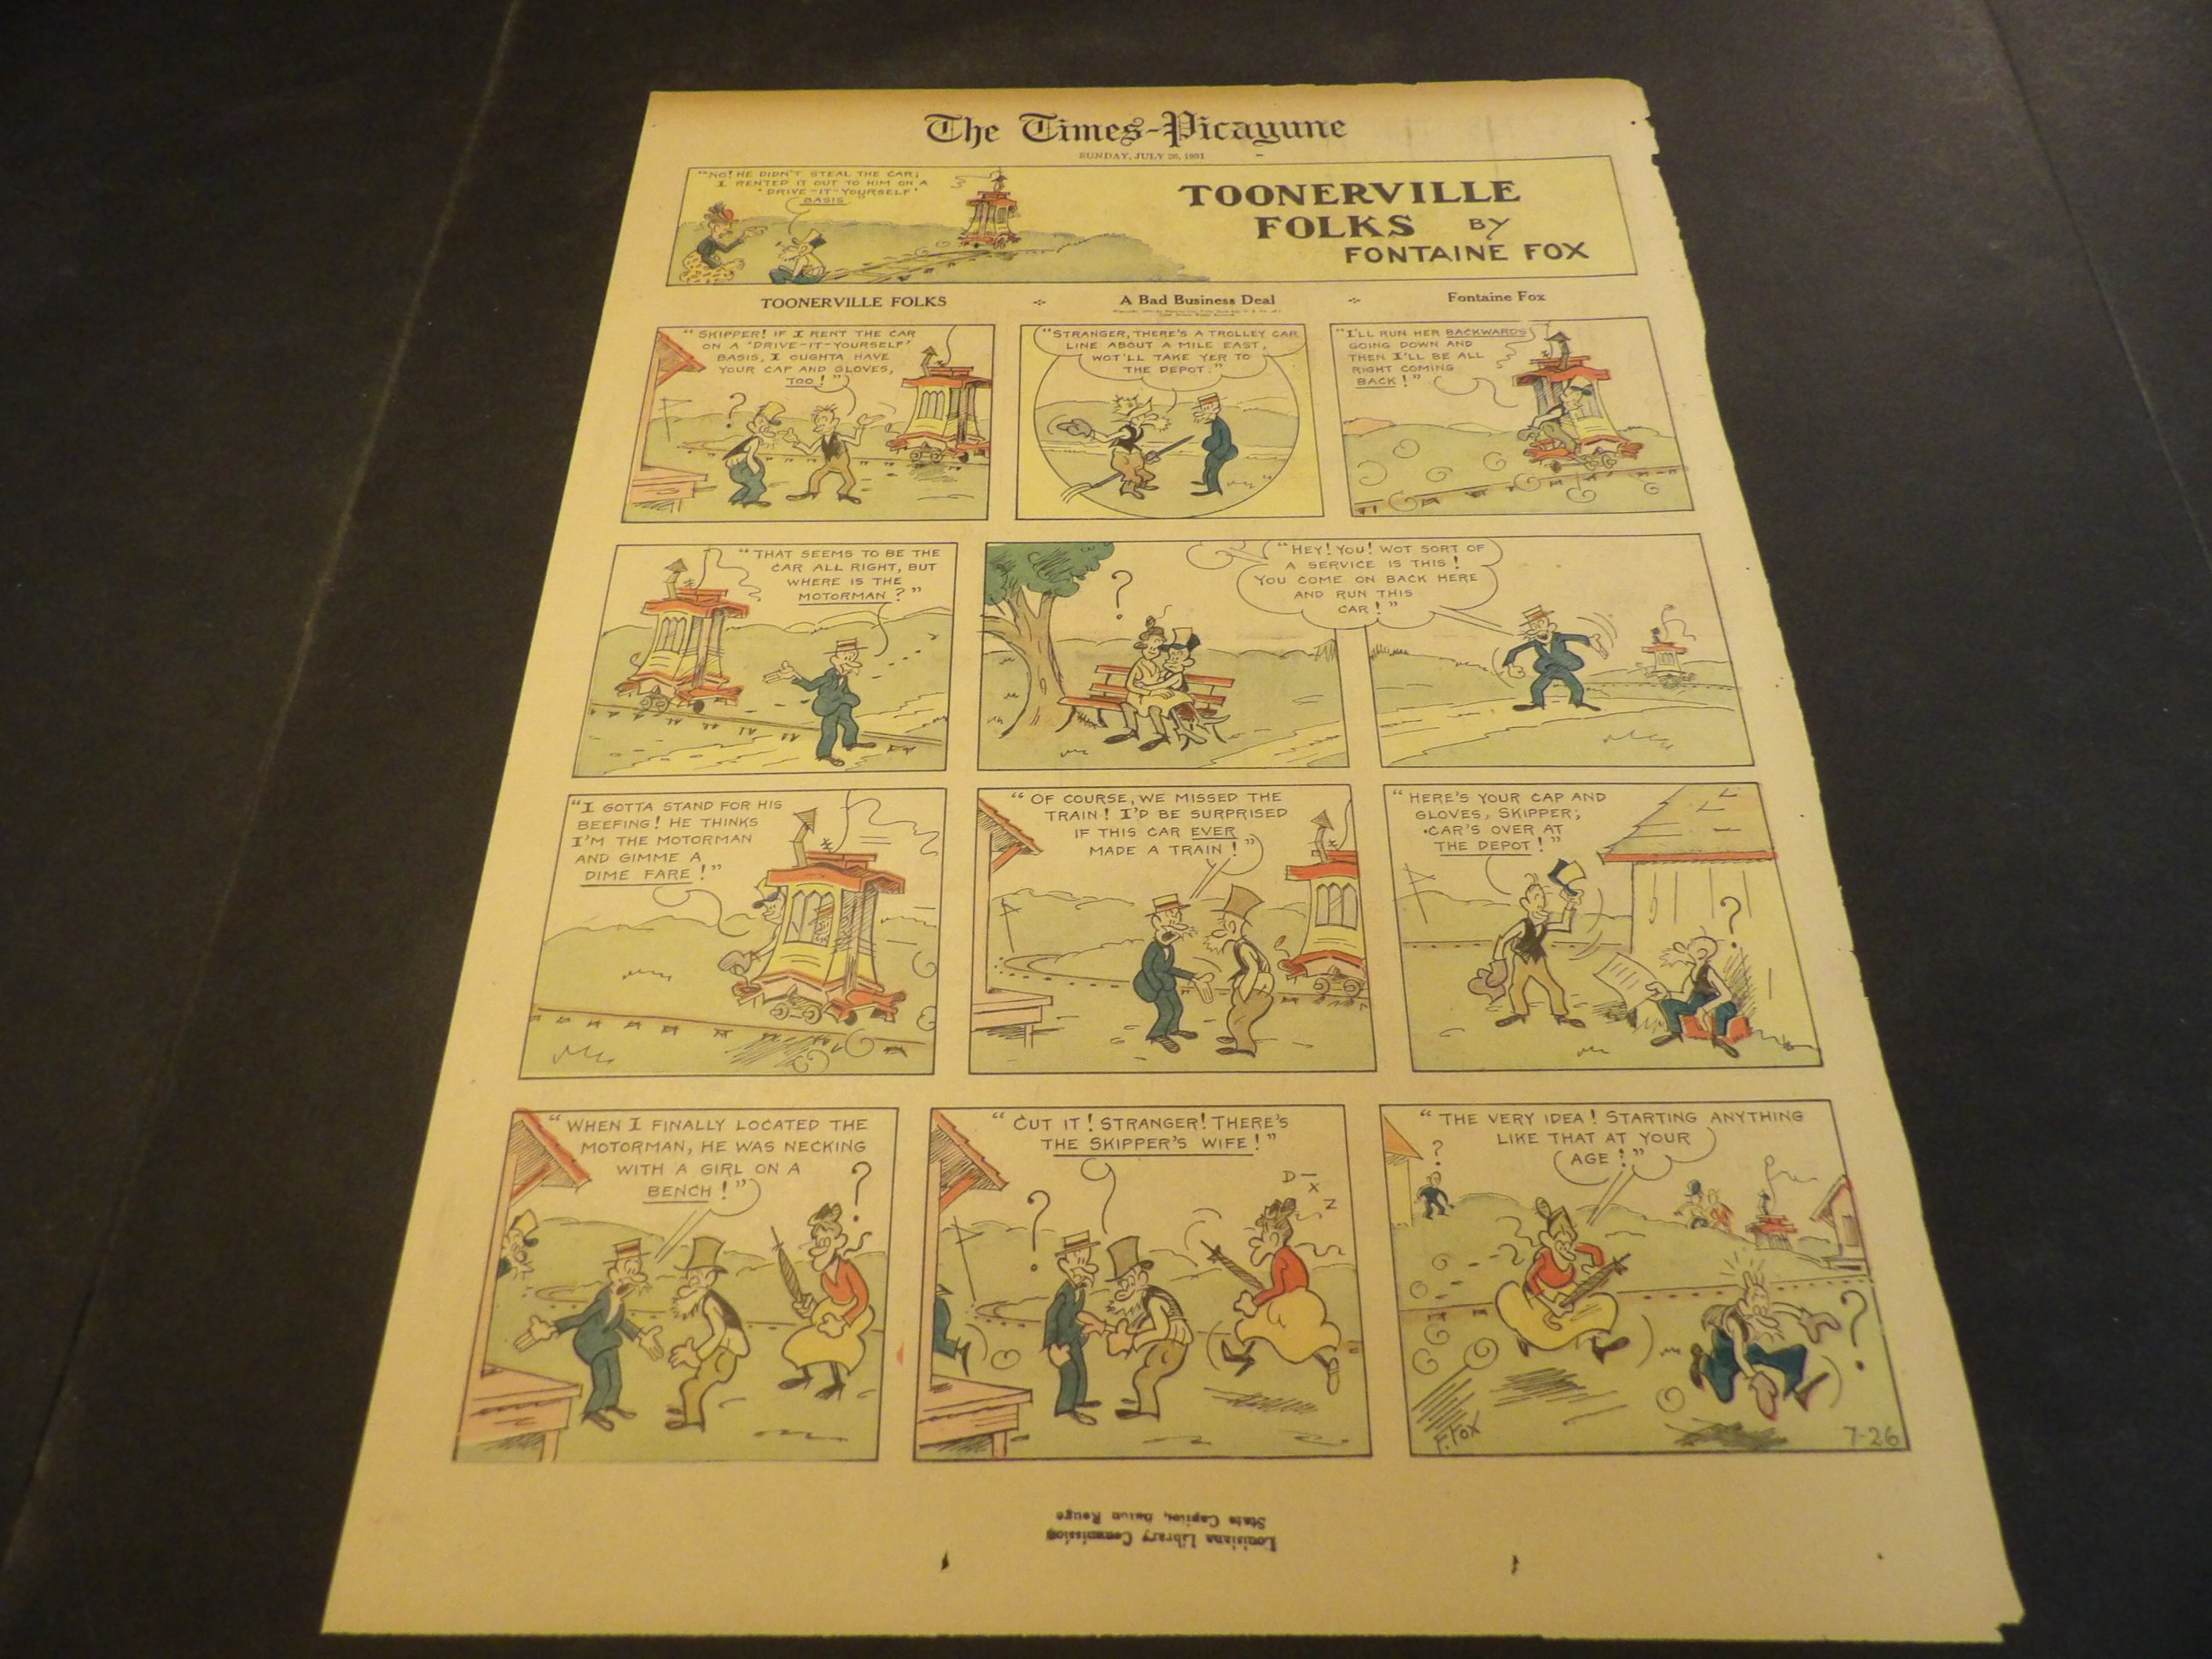 The Times-Picayune
SUNDAY, JULY 26, 1931
"NO! HE DIDN'T STEAL THE CAR;
I RENTED IT OUT TO HIM ON A
'DRIVE-IT-YOURSELF'
BASIS."
TOONERVILLE
FOLKS BY
FONTAINE FOX
TOONERVILLE FOLKS
A Bad Business Deal
Fontaine Fox
"SKIPPER! IF I RENT THE CAR
ON A 'DRIVE-IT-YOURSELF'
BASIS, I OUGHTA HAVE
YOUR CAP AND GLOVES,
TOO!"
?
"STRANGER, THERE'S A TROLLEY CAR
LINE ABOUT A MILE EAST,
WOT'LL TAKE YER TO
THE DEPOT."
"I'LL RUN HER BACKWARDS
GOING DOWN AND
THEN I'LL BE ALL
RIGHT COMING
BACK!"
"THAT SEEMS TO BE THE
CAR ALL RIGHT, BUT
WHERE IS THE
MOTORMAN?"
?
"HEY! YOU! WOT SORT OF
A SERVICE IS THIS!
YOU COME ON BACK HERE
AND RUN THIS
CAR!"
"I GOTTA STAND FOR HIS
BEEFING! HE THINKS
I'M THE MOTORMAN
AND GIMME A
DIME FARE!"
"OF COURSE, WE MISSED THE
TRAIN! I'D BE SURPRISED
IF THIS CAR EVER
MADE A TRAIN!"
"HERE'S YOUR CAP AND
GLOVES, SKIPPER;
CAR'S OVER AT
THE DEPOT!"
?
"WHEN I FINALLY LOCATED THE
MOTORMAN, HE WAS NECKING
WITH A GIRL ON A
BENCH!"
?
"CUT IT! STRANGER! THERE'S
THE SKIPPER'S WIFE!"
?
D—
X
Z
"THE VERY IDEA! STARTING ANYTHING
LIKE THAT AT YOUR
AGE!"
?
?
F. FOX
7-26
Louisiana Library Commission
State Capitol, Baton Rouge